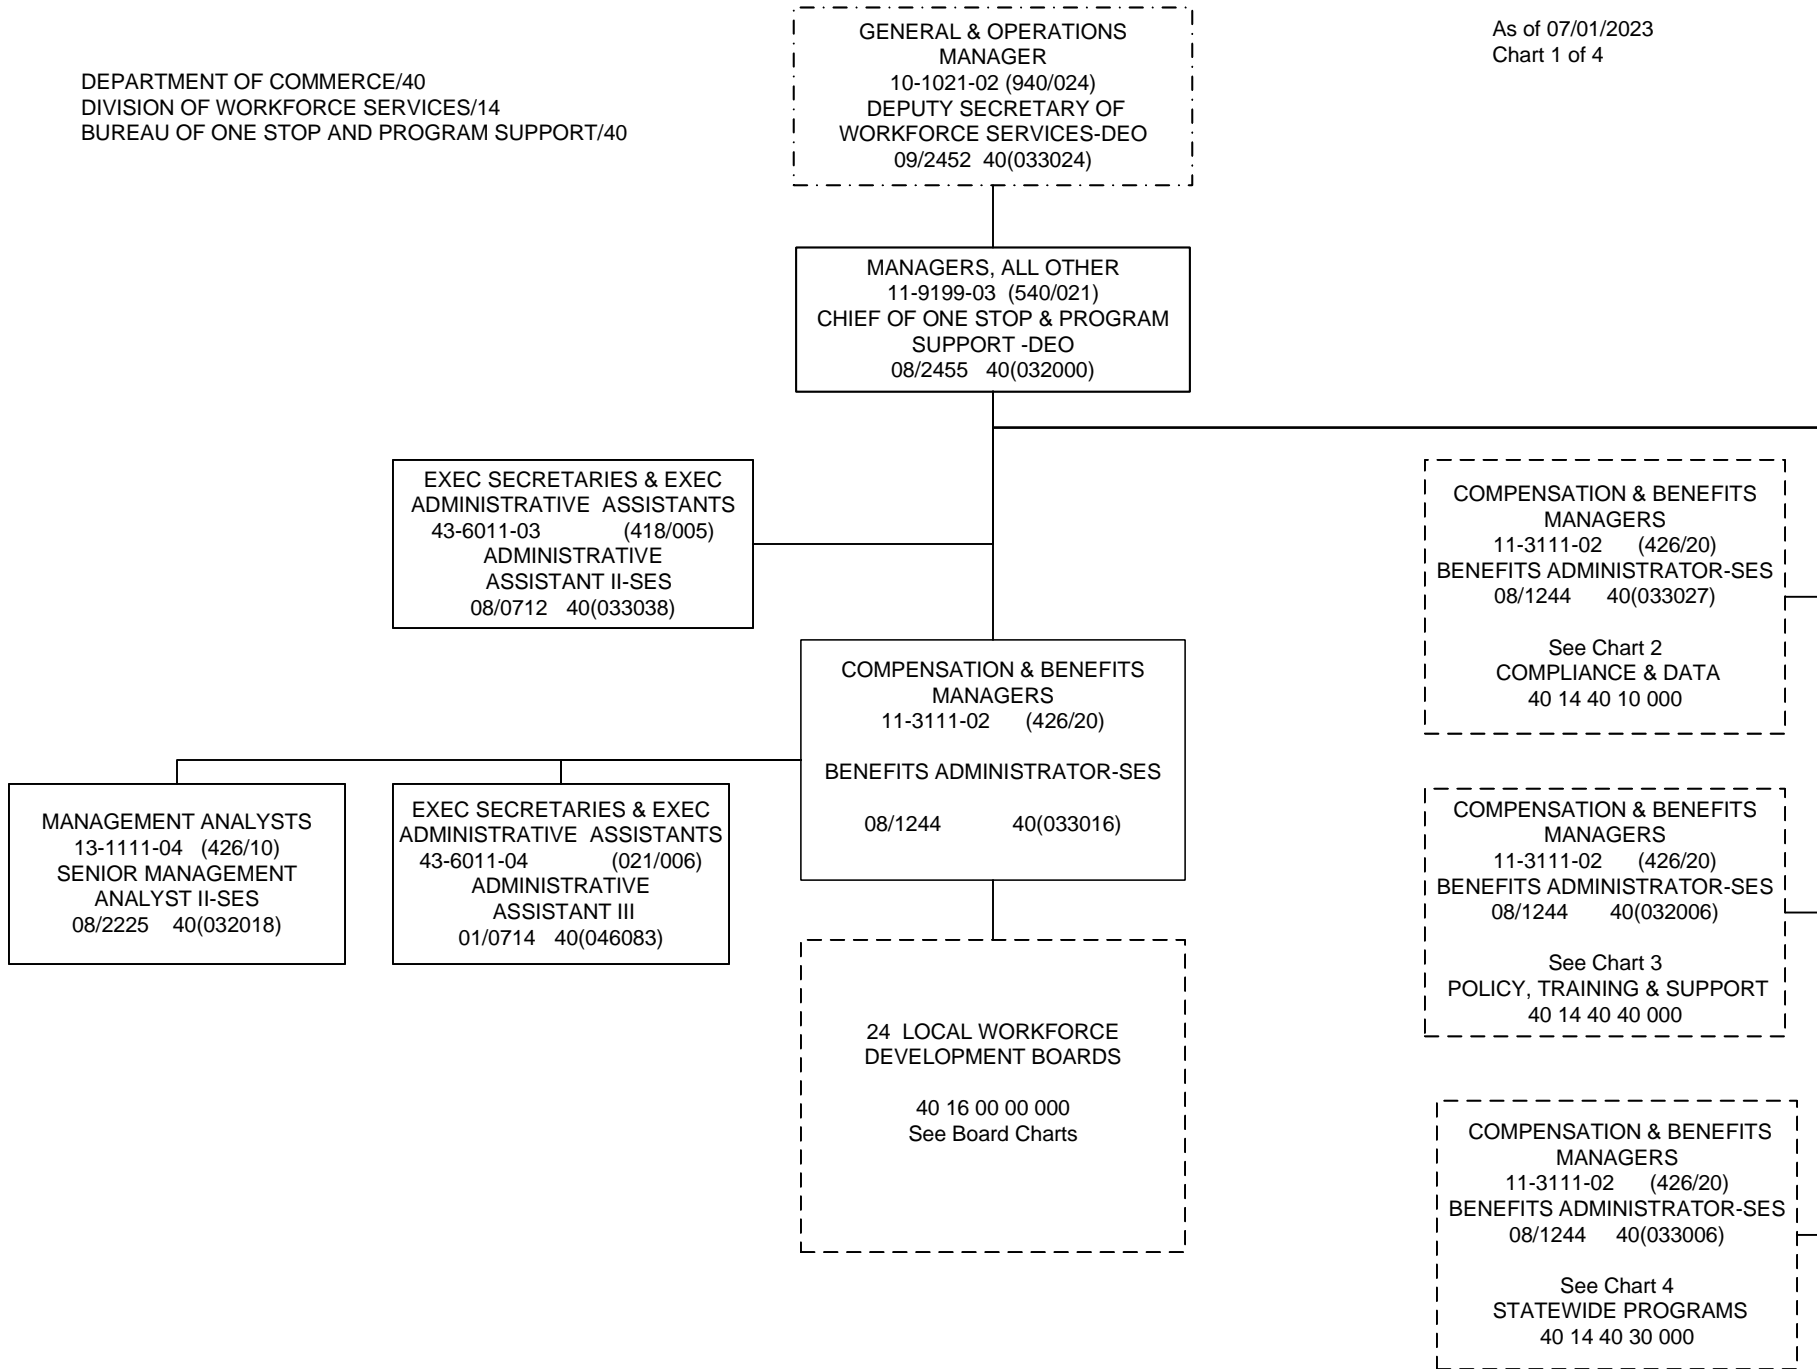 DEPARTMENT OF COMMERCE/40
DIVISION OF WORKFORCE SERVICES/14
BUREAU OF ONE STOP AND PROGRAM SUPPORT/40
GENERAL & OPERATIONS
MANAGER
10-1021-02 (940/024)
DEPUTY SECRETARY OF
WORKFORCE SERVICES-DEO
09/2452 40(033024)
As of 07/01/2023
Chart 1 of 4
MANAGERS, ALL OTHER
11-9199-03 (540/021)
CHIEF OF ONE STOP & PROGRAM
SUPPORT -DEO
08/2455 40(032000)
EXEC SECRETARIES & EXEC
ADMINISTRATIVE ASSISTANTS
43-6011-03 (418/005)
ADMINISTRATIVE
ASSISTANT II-SES
08/0712 40(033038)
COMPENSATION & BENEFITS
MANAGERS
11-3111-02 (426/20)
BENEFITS ADMINISTRATOR-SES
08/1244 40(033016)
MANAGEMENT ANALYSTS
13-1111-04 (426/10)
SENIOR MANAGEMENT
ANALYST II-SES
08/2225 40(032018)
EXEC SECRETARIES & EXEC
ADMINISTRATIVE ASSISTANTS
43-6011-04 (021/006)
ADMINISTRATIVE
ASSISTANT III
01/0714 40(046083)
24 LOCAL WORKFORCE
DEVELOPMENT BOARDS
40 16 00 00 000
See Board Charts
COMPENSATION & BENEFITS
MANAGERS
11-3111-02 (426/20)
BENEFITS ADMINISTRATOR-SES
08/1244 40(033027)
See Chart 2
COMPLIANCE & DATA
40 14 40 10 000
COMPENSATION & BENEFITS
MANAGERS
11-3111-02 (426/20)
BENEFITS ADMINISTRATOR-SES
08/1244 40(032006)
See Chart 3
POLICY, TRAINING & SUPPORT
40 14 40 40 000
COMPENSATION & BENEFITS
MANAGERS
11-3111-02 (426/20)
BENEFITS ADMINISTRATOR-SES
08/1244 40(033006)
See Chart 4
STATEWIDE PROGRAMS
40 14 40 30 000